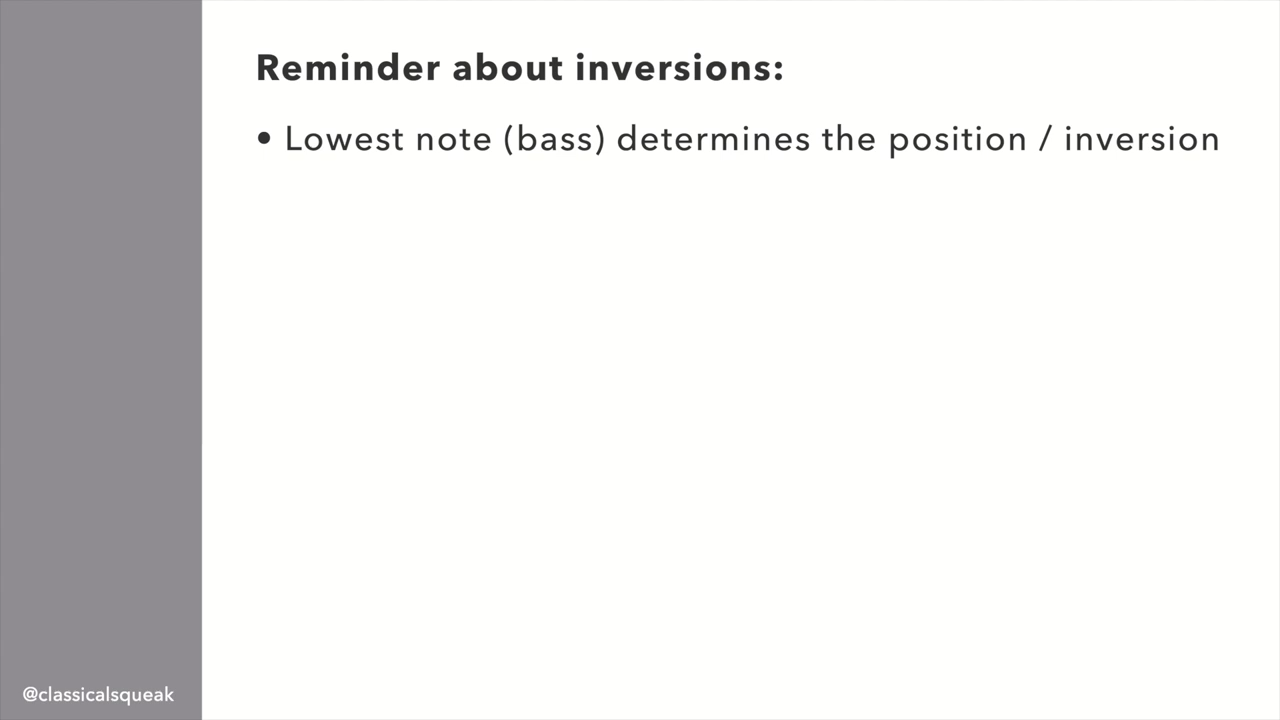 Reminder about inversions:
• Lowest note (bass) determines the position / inversion
@classicalsqueak